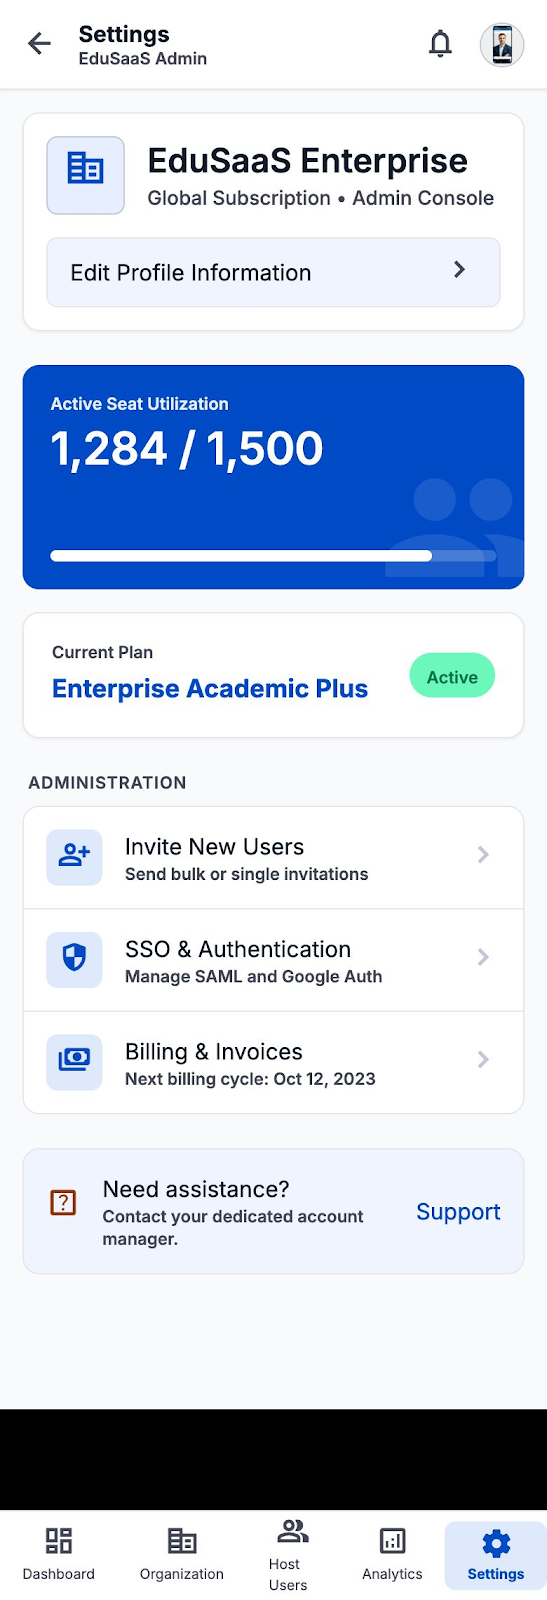 Settings
EduSaaS Admin
EduSaaS Enterprise
Global Subscription • Admin Console
Edit Profile Information
Active Seat Utilization
1,284 / 1,500
Current Plan
Enterprise Academic Plus
Active
ADMINISTRATION
Invite New Users
Send bulk or single invitations
SSO & Authentication
Manage SAML and Google Auth
Billing & Invoices
Next billing cycle: Oct 12, 2023
Need assistance?
Contact your dedicated account
manager.
Support
Dashboard
Organization
Host
Users
Analytics
Settings